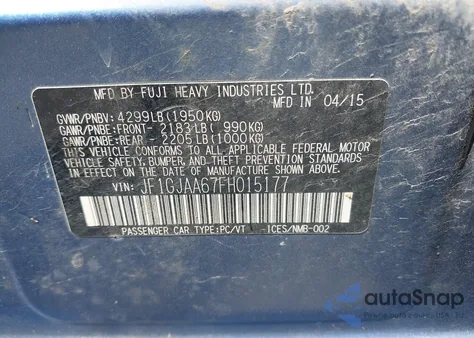 MFD BY FUJI HEAVY INDUSTRIES LTD.
MFD IN 04/15
GVWR/PNBV: 4299LB(1950KG)
GAWR/PNBE:FRONT- 2183LB( 990KG)
GAWR/PNBE:REAR - 2205LB(1000KG)
THIS VEHICLE CONFORMS TO ALL APPLICABLE FEDERAL MOTOR
VEHICLE SAFETY, BUMPER, AND THEFT PREVENTION STANDARDS
IN EFFECT ON THE DATE OF MANUFACTURE SHOWN ABOVE.
VIN: JF1GJAA67FH015177
PASSENGER CAR TYPE:PC/VT -ICES/NMB-002
autoSnap